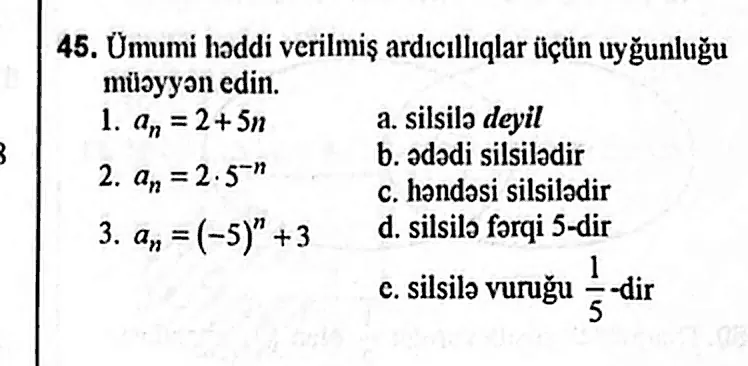 45. Ümumi həddi verilmiş ardıcıllıqlar üçün uyğunluğu
müəyyən edin.
1. aₙ = 2 + 5n
2. aₙ = 2 · 5⁻ⁿ
3. aₙ = (−5)ⁿ + 3
a. silsilə deyil
b. ədədi silsilədir
c. həndəsi silsilədir
d. silsilə fərqi 5-dir
e. silsilə vuruğu 1/5-dir